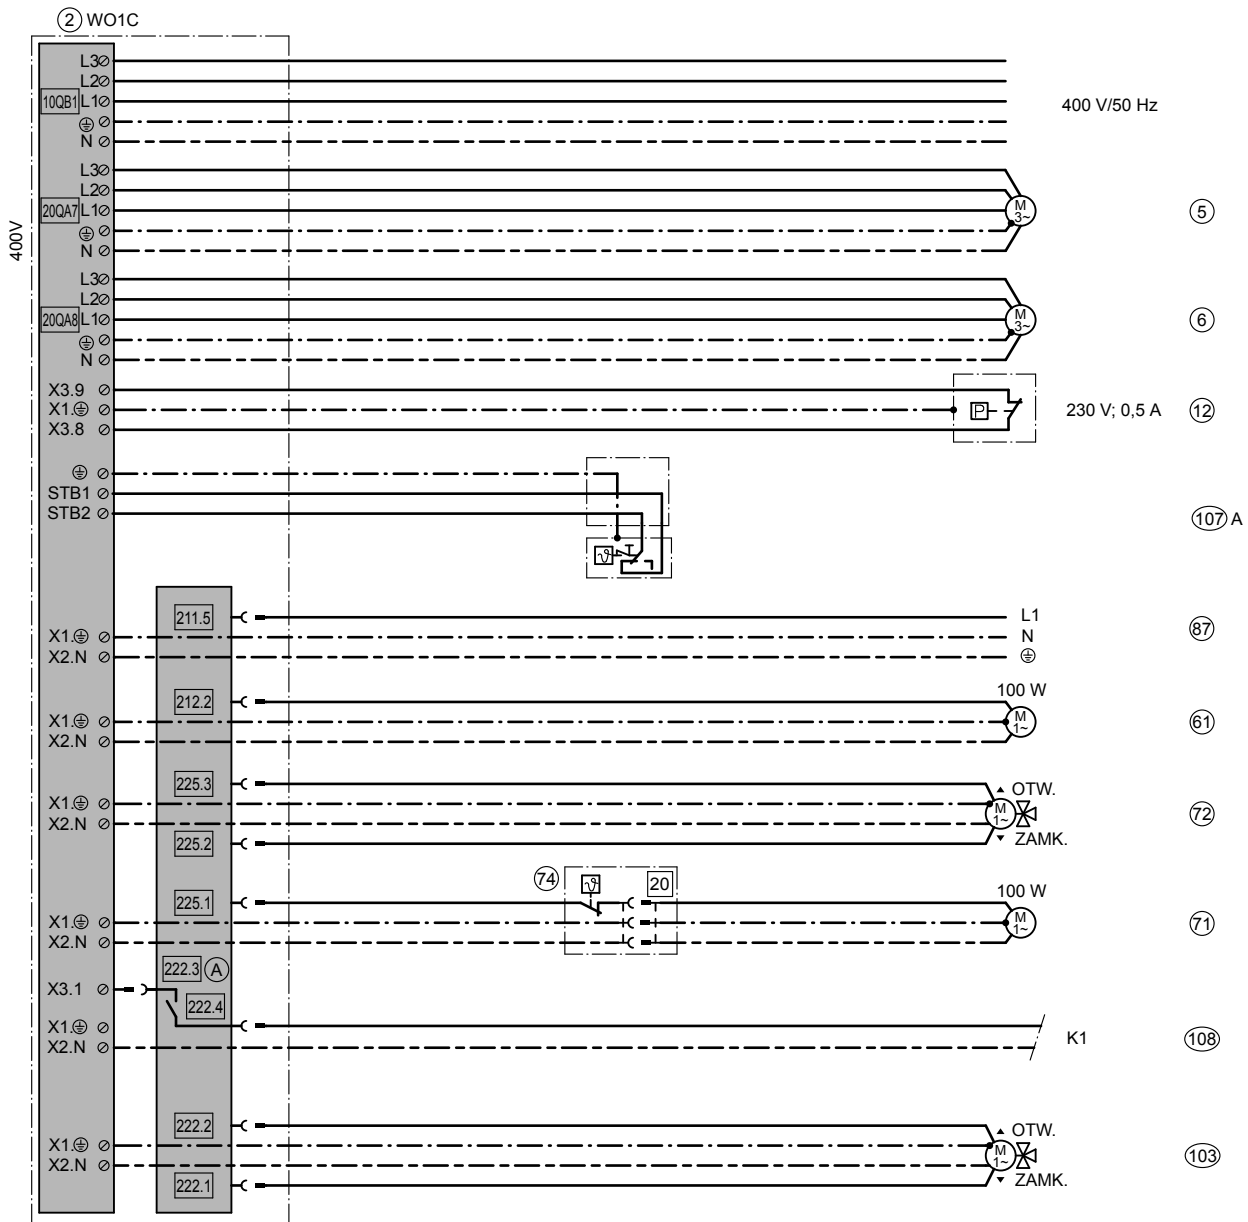 2 WO1C
400V
L3
L2
10QB1 L1
N
400 V/50 Hz
L3
L2
20QA7 L1
N
M
3~
5
L3
L2
20QA8 L1
N
M
3~
6
X3.9
X1.
X3.8
P
230 V; 0,5 A
12
STB1
STB2
ϑ
107 A
211.5
L1
X1.
N
X2.N
87
212.2
100 W
X1.
X2.N
M
1~
61
225.3
OTW.
X1.
X2.N
M
1~
72
225.2
ZAMK.
74
ϑ
20
225.1
100 W
X1.
X2.N
M
1~
71
222.3 A
X3.1
222.4
X1.
X2.N
K1
108
222.2
OTW.
X1.
X2.N
M
1~
103
222.1
ZAMK.